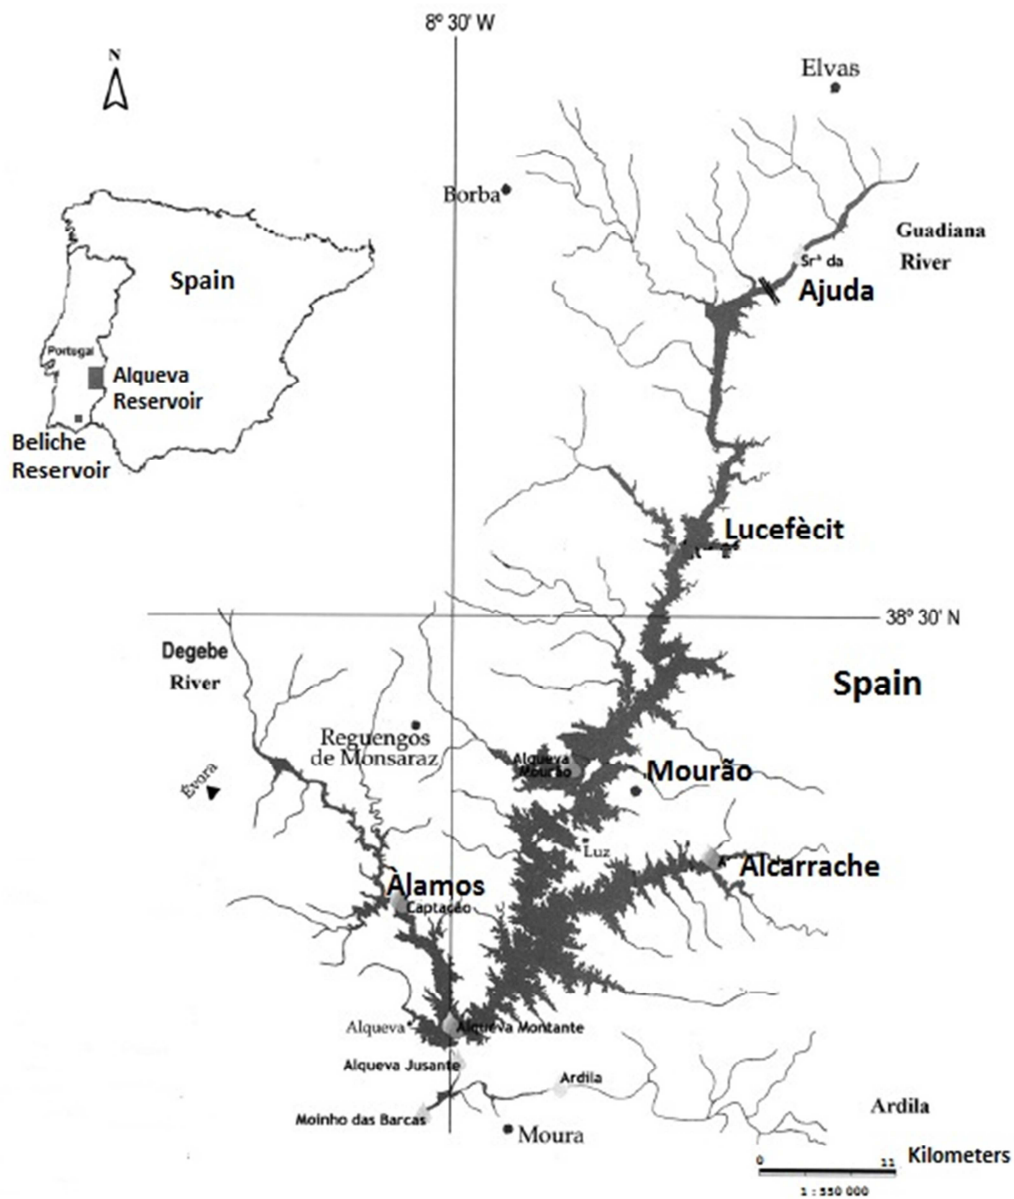 8º 30' W
N
Elvas
Borba
Guadiana
River
Srª da
Ajuda
Spain
Portugal
Alqueva
Reservoir
Beliche
Reservoir
Lucefècit
38º 30' N
Degebe
River
Spain
Reguengos
de Monsaraz
Alqueva
Mourão
Mourão
Évora
Luz
Alcarrache
Àlamos
Captação
Alqueva
Alqueva Montante
Alqueva Jusante
Ardila
Moinho das Barcas
Ardila
Moura
0
11
Kilometers
1 : 550 000